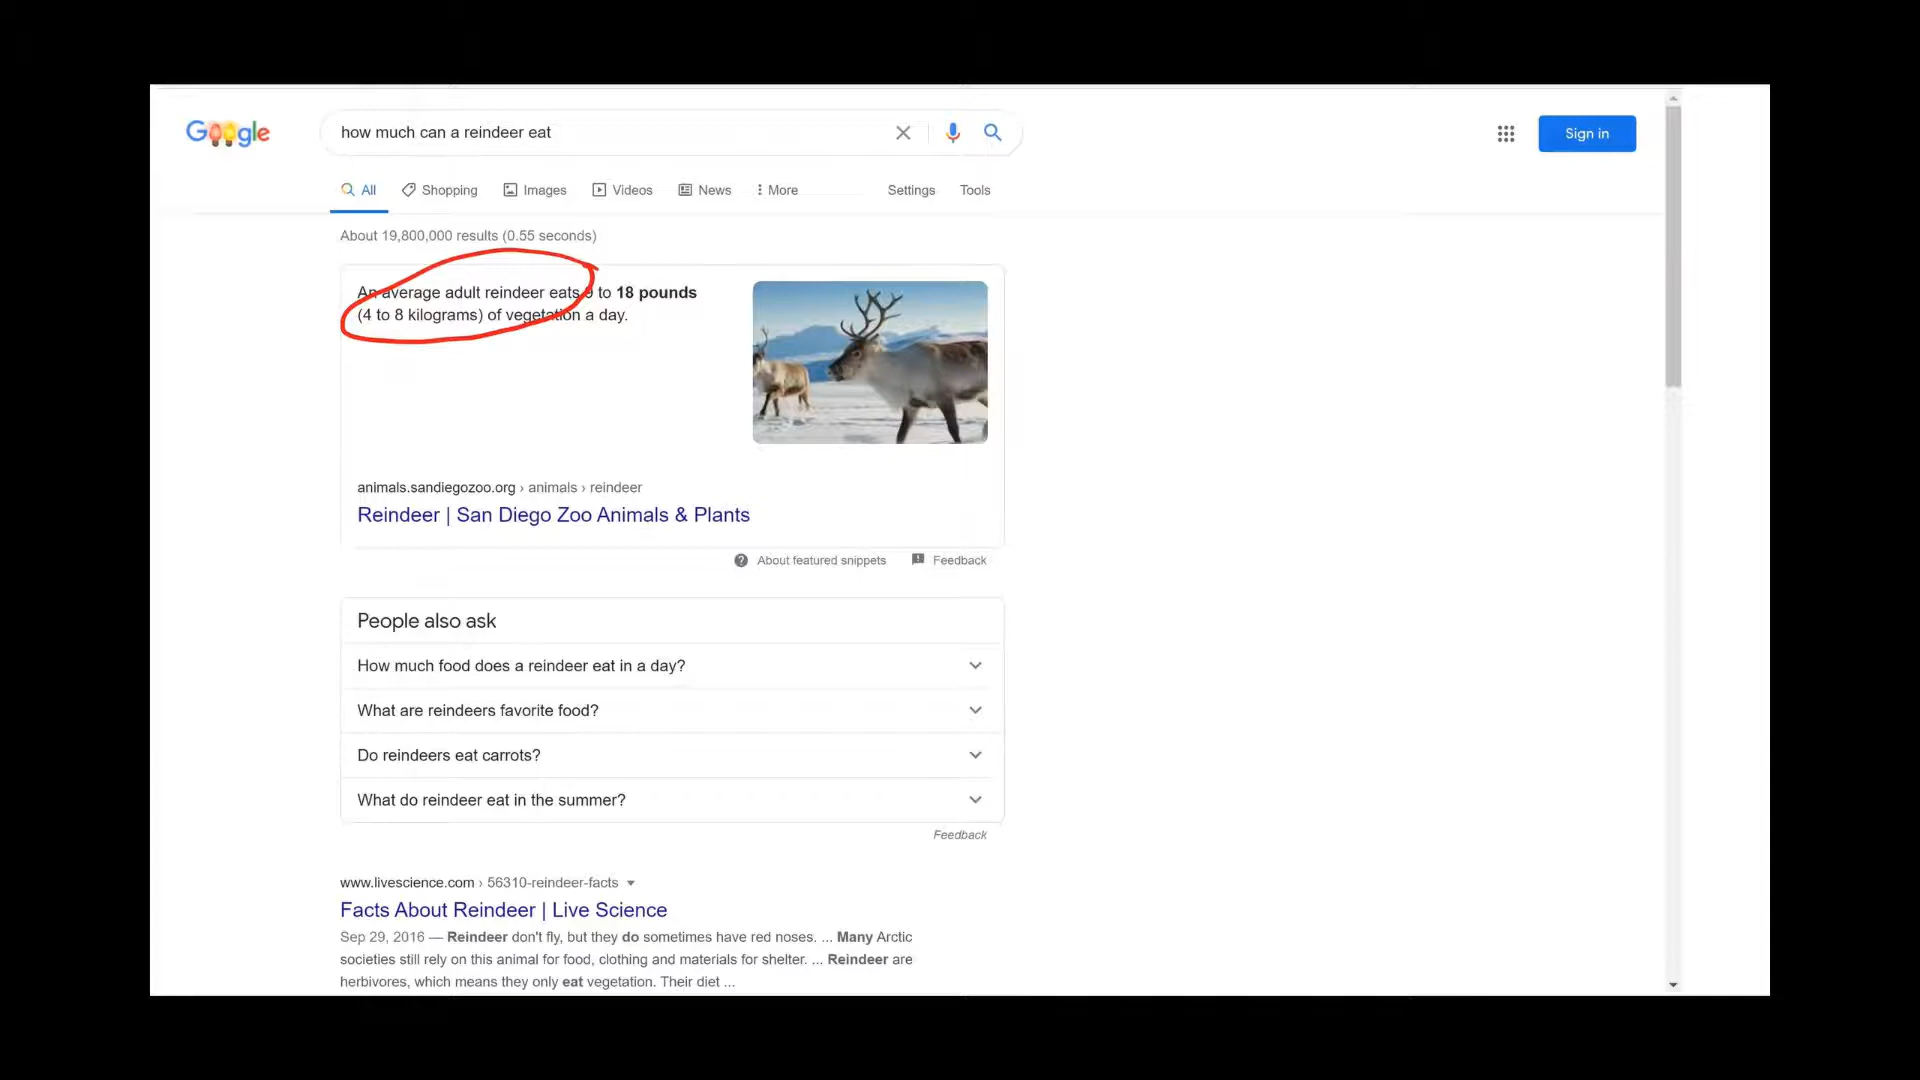 Google
how much can a reindeer eat
Sign in
All Shopping Images Videos News More Settings Tools
About 19,800,000 results (0.55 seconds)
An average adult reindeer eats 9 to 18 pounds
(4 to 8 kilograms) of vegetation a day.
animals.sandiegozoo.org › animals › reindeer
Reindeer | San Diego Zoo Animals & Plants
About featured snippets Feedback
People also ask
How much food does a reindeer eat in a day?
What are reindeers favorite food?
Do reindeers eat carrots?
What do reindeer eat in the summer?
Feedback
www.livescience.com › 56310-reindeer-facts
Facts About Reindeer | Live Science
Sep 29, 2016 — Reindeer don't fly, but they do sometimes have red noses. ... Many Arctic
societies still rely on this animal for food, clothing and materials for shelter. ... Reindeer are
herbivores, which means they only eat vegetation. Their diet ...